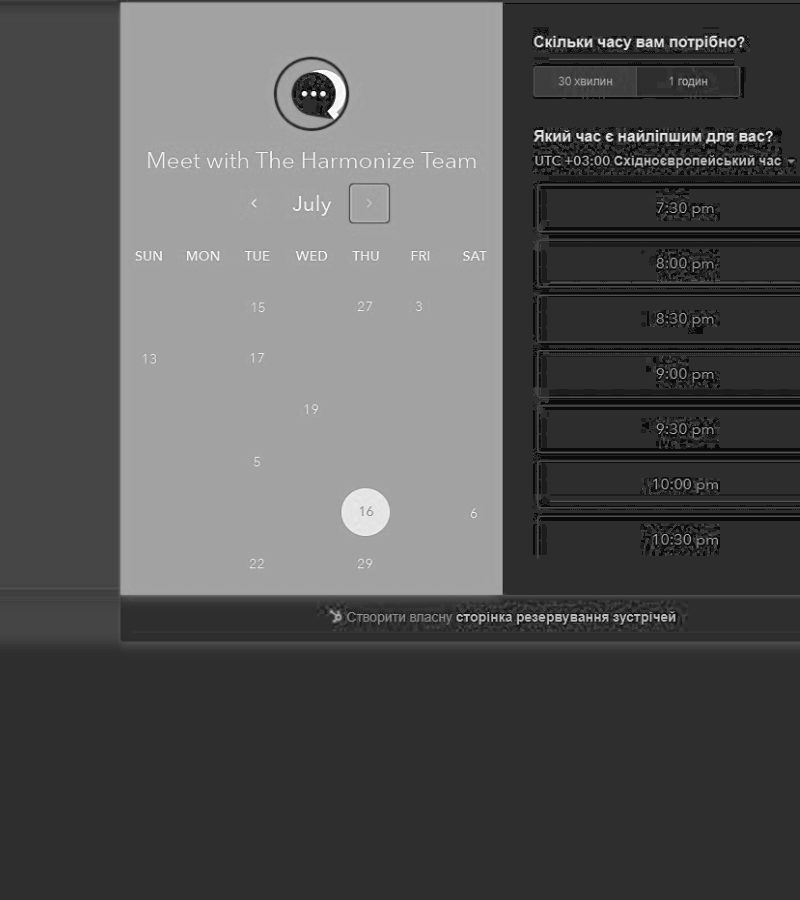 Meet with The Harmonize Team
July
SUN MON TUE WED THU FRI SAT
15 27 3
13 17
19
5
16 6
22 29
Скільки часу вам потрібно?
30 хвилин 1 годин
Який час є найліпшим для вас?
UTC +03:00 Східноєвропейський час
7:30 pm
8:00 pm
8:30 pm
9:00 pm
9:30 pm
10:00 pm
10:30 pm
Створити власну сторінка резервування зустрічей